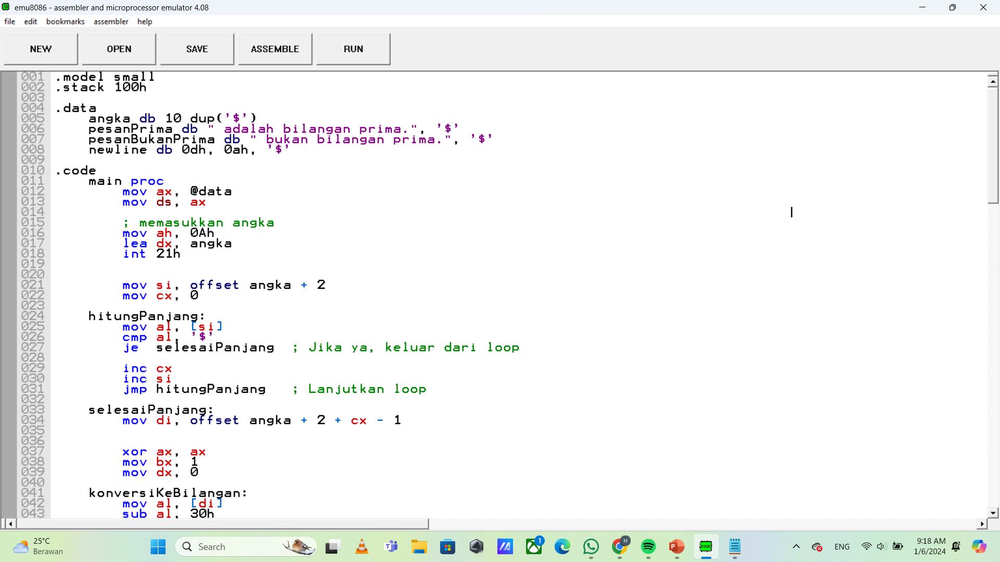 emu8086 - assembler and microprocessor emulator 4.08
file edit bookmarks assembler help
NEW OPEN SAVE ASSEMBLE RUN
001 .model small
002 .stack 100h
003
004 .data
005 angka db 10 dup('$')
006 pesanPrima db " adalah bilangan prima.", '$'
007 pesanBukanPrima db " bukan bilangan prima.", '$'
008 newline db 0dh, 0ah, '$'
009
010 .code
011 main proc
012 mov ax, @data
013 mov ds, ax
014
015 ; memasukkan angka
016 mov ah, 0Ah
017 lea dx, angka
018 int 21h
019
020
021 mov si, offset angka + 2
022 mov cx, 0
023
024 hitungPanjang:
025 mov al, [si]
026 cmp al, '$'
027 je selesaiPanjang ; Jika ya, keluar dari loop
028
029 inc cx
030 inc si
031 jmp hitungPanjang ; Lanjutkan loop
032
033 selesaiPanjang:
034 mov di, offset angka + 2 + cx - 1
035
036
037 xor ax, ax
038 mov bx, 1
039 mov dx, 0
040
041 konversiKeBilangan:
042 mov al, [di]
043 sub al, 30h
25°C
Berawan
Search
1
H
8086
ENG
9:18 AM
1/6/2024